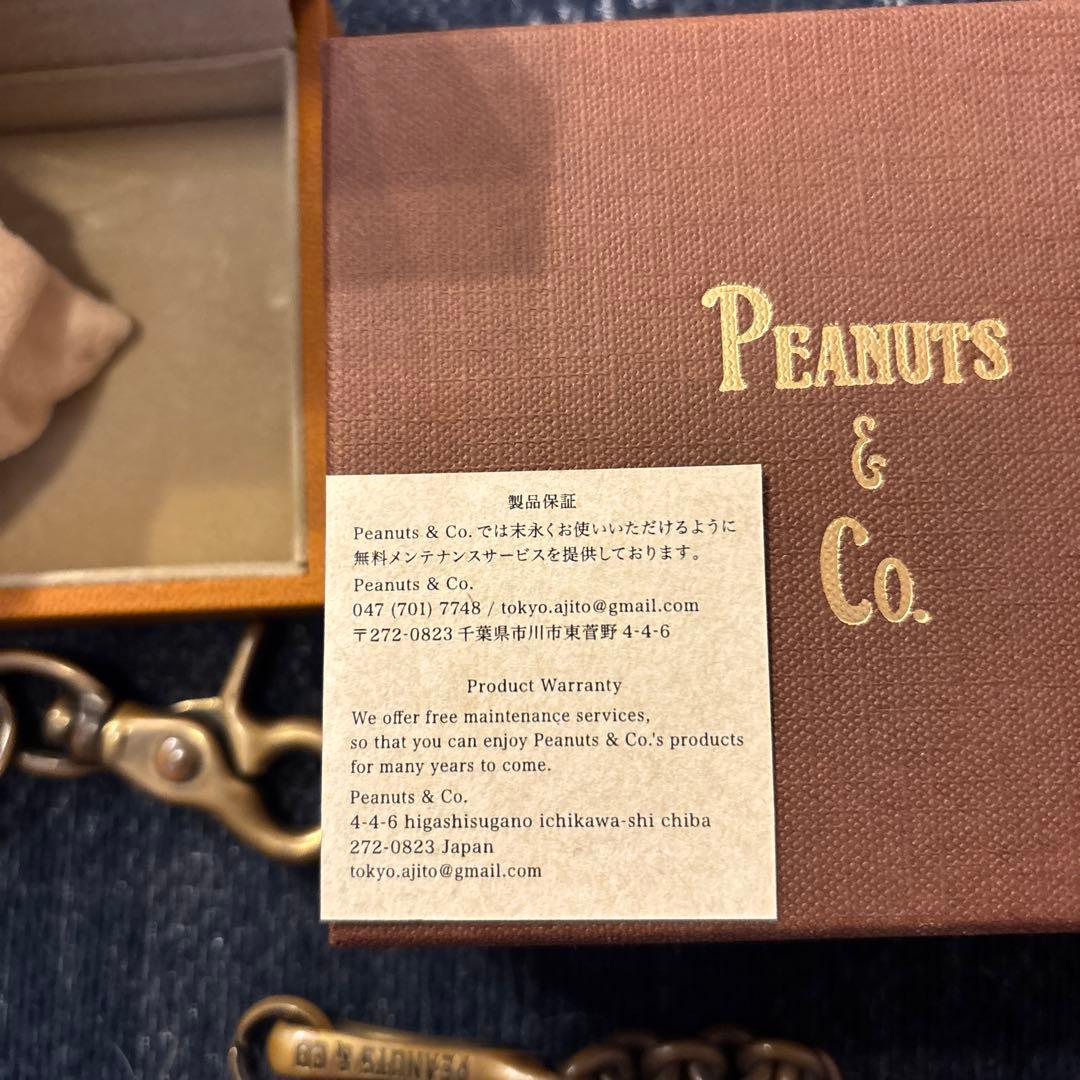 PEANUTS
&
Co.
製品保証
Peanuts & Co. では末永くお使いいただけるように
無料メンテナンスサービスを提供しております。
Peanuts & Co.
047 (701) 7748 / tokyo.ajito@gmail.com
〒272-0823 千葉県市川市東菅野 4-4-6
Product Warranty
We offer free maintenance services,
so that you can enjoy Peanuts & Co.'s products
for many years to come.
Peanuts & Co.
4-4-6 higashisugano ichikawa-shi chiba
272-0823 Japan
tokyo.ajito@gmail.com
PEANUTS & CO